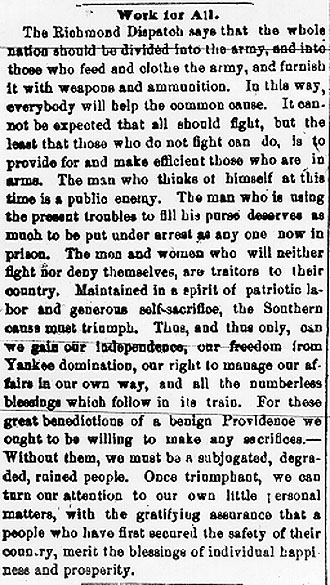 Work for All.
The Richmond Dispatch says that the whole
nation should be divided into the army, and into
those who feed and clothe the army, and furnish
it with weapons and ammunition. In this way,
everybody will help the common cause. It can-
not be expected that all should fight, but the
least that those who do not fight can do, is to
provide for and make efficient those who are in
arms. The man who thinks of himself at this
time is a public enemy. The man who is using
the present troubles to fill his purse deserves as
much to be put under arrest as any one now in
prison. The men and women who will neither
fight nor deny themselves, are traitors to their
country. Maintained in a spirit of patriotic la-
bor and generous self-sacrifice, the Southern
cause must triumph. Thus, and thus only, can
we gain our independence, our freedom from
Yankee domination, our right to manage our af-
fairs in our own way, and all the numberless
blessings which follow in its train. For these
great benedictions of a benign Providence we
ought to be willing to make any sacrifices.—
Without them, we must be a subjogated, degra-
ded, ruined people. Once triumphant, we can
turn our attention to our own little personal
matters, with the gratifying assurance that a
people who have first secured the safety of their
country, merit the blessings of individual happi-
ness and prosperity.